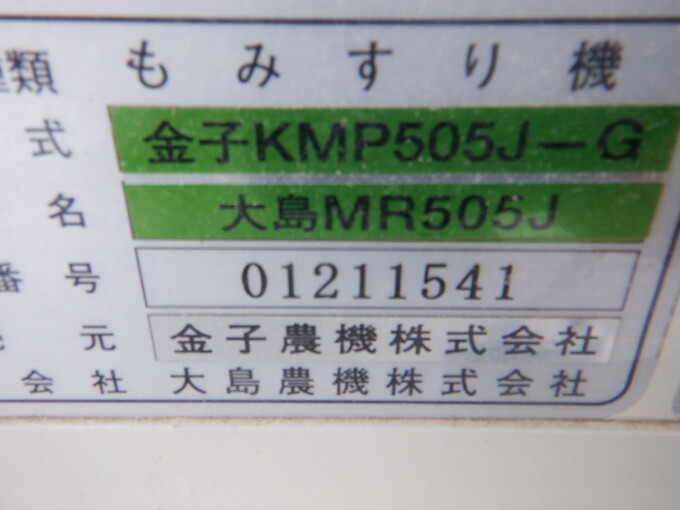 種類 もみすり機
式 金子KMP505J-G
名 大島MR505J
番号 01211541
元 金子農機株式会社
会社 大島農機株式会社